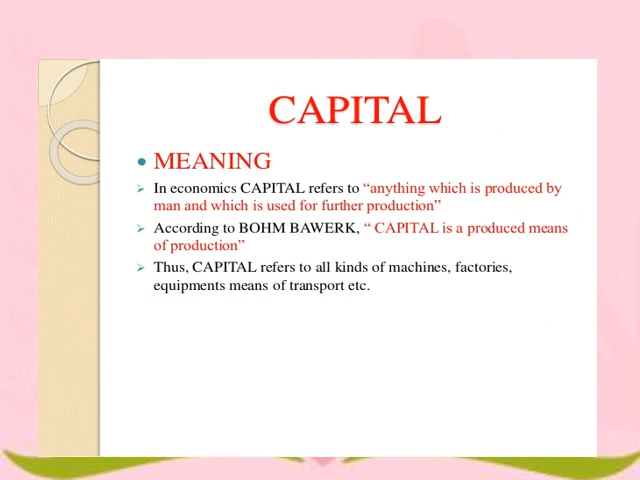 CAPITAL
• MEANING
➢ In economics CAPITAL refers to “anything which is produced by
man and which is used for further production”
➢ According to BOHM BAWERK, “ CAPITAL is a produced means
of production”
➢ Thus, CAPITAL refers to all kinds of machines, factories,
equipments means of transport etc.